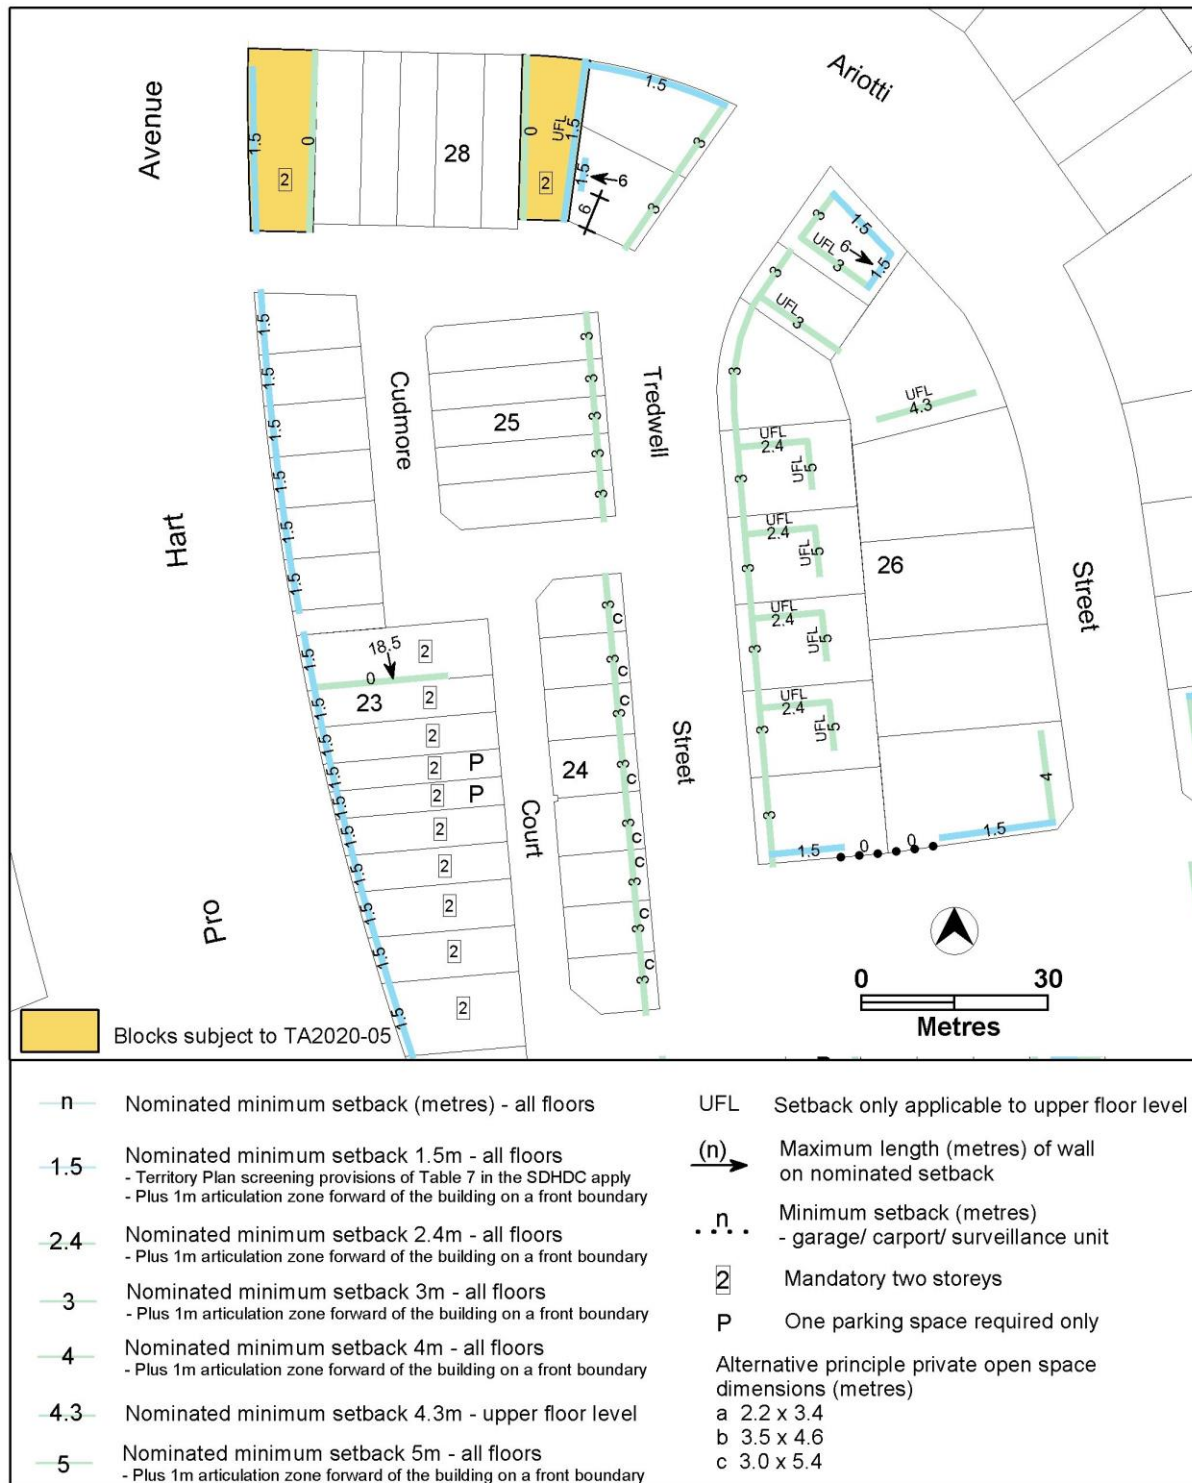 Avenue
Hart
Pro
Ariotti
Street
Tredwell
Street
Cudmore
Court
1.5
0
2
28
0
UFL
1.5
2
1.5
1.5
6
6
3
3
3
1.5
6
UFL
3
1.5
3
UFL
3
3
1.5
1.5
1.5
1.5
1.5
1.5
25
3
3
3
3
3
UFL
4.3
UFL
2.4
UFL
5
3
UFL
2.4
UFL
5
3
26
UFL
2.4
UFL
5
3
UFL
2.4
UFL
5
3
3
1.5
0
0
1.5
4
18.5
0
23
1.5
2
1.5
2
1.5
2
1.5
2
P
1.5
2
P
1.5
2
1.5
2
1.5
2
1.5
2
1.5
2
24
3
c
3
c
3
c
3
c
3
c
3
c
3
c
3
c
0 30
Metres
Blocks subject to TA2020-05
n Nominated minimum setback (metres) - all floors
1.5 Nominated minimum setback 1.5m - all floors
- Territory Plan screening provisions of Table 7 in the SDHDC apply
- Plus 1m articulation zone forward of the building on a front boundary
2.4 Nominated minimum setback 2.4m - all floors
- Plus 1m articulation zone forward of the building on a front boundary
3 Nominated minimum setback 3m - all floors
- Plus 1m articulation zone forward of the building on a front boundary
4 Nominated minimum setback 4m - all floors
- Plus 1m articulation zone forward of the building on a front boundary
4.3 Nominated minimum setback 4.3m - upper floor level
5 Nominated minimum setback 5m - all floors
- Plus 1m articulation zone forward of the building on a front boundary
UFL Setback only applicable to upper floor level
(n) Maximum length (metres) of wall
on nominated setback
n Minimum setback (metres)
- garage/ carport/ surveillance unit
2 Mandatory two storeys
P One parking space required only
Alternative principle private open space
dimensions (metres)
a 2.2 x 3.4
b 3.5 x 4.6
c 3.0 x 5.4